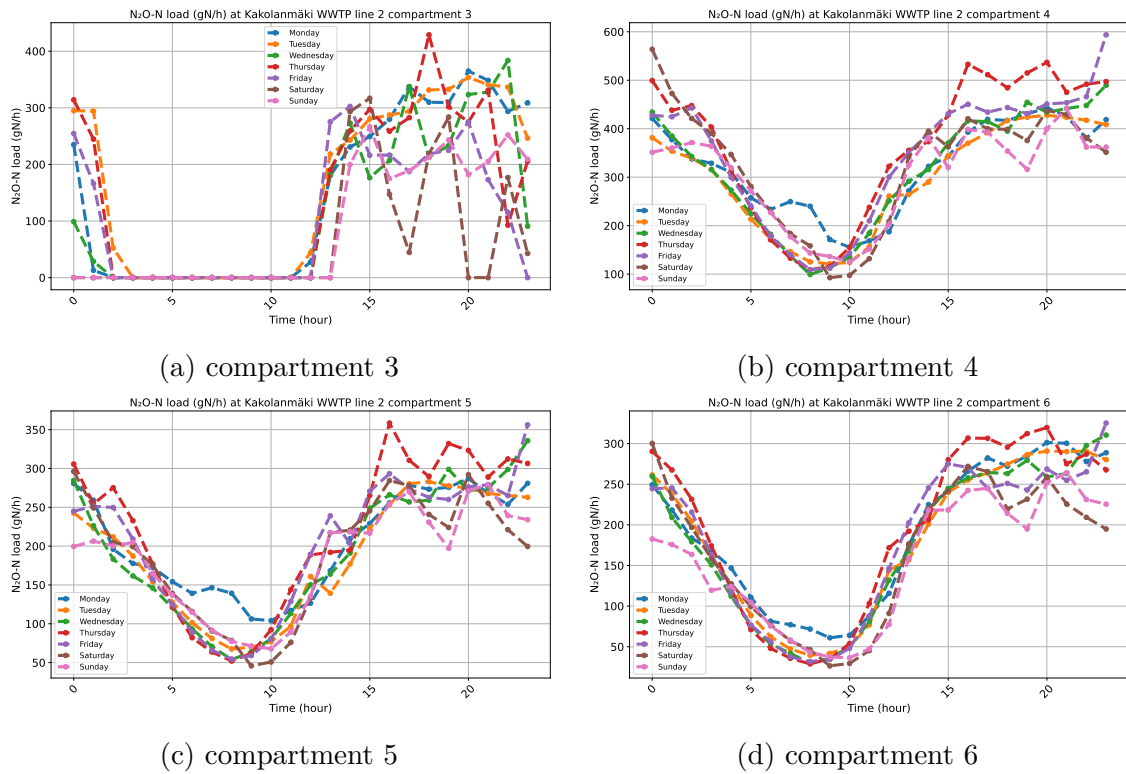 N₂O-N load (gN/h) at Kakolanmäki WWTP line 2 compartment 3
N₂O-N load (gN/h)
400
300
200
100
0
Monday
Tuesday
Wednesday
Thursday
Friday
Saturday
Sunday
0 5 10 15 20
Time (hour)
(a) compartment 3
N₂O-N load (gN/h) at Kakolanmäki WWTP line 2 compartment 4
N₂O-N load (gN/h)
600
500
400
300
200
100
Monday
Tuesday
Wednesday
Thursday
Friday
Saturday
Sunday
0 5 10 15 20
Time (hour)
(b) compartment 4
N₂O-N load (gN/h) at Kakolanmäki WWTP line 2 compartment 5
N₂O-N load (gN/h)
350
300
250
200
150
100
50
Monday
Tuesday
Wednesday
Thursday
Friday
Saturday
Sunday
0 5 10 15 20
Time (hour)
(c) compartment 5
N₂O-N load (gN/h) at Kakolanmäki WWTP line 2 compartment 6
N₂O-N load (gN/h)
300
250
200
150
100
50
Monday
Tuesday
Wednesday
Thursday
Friday
Saturday
Sunday
0 5 10 15 20
Time (hour)
(d) compartment 6